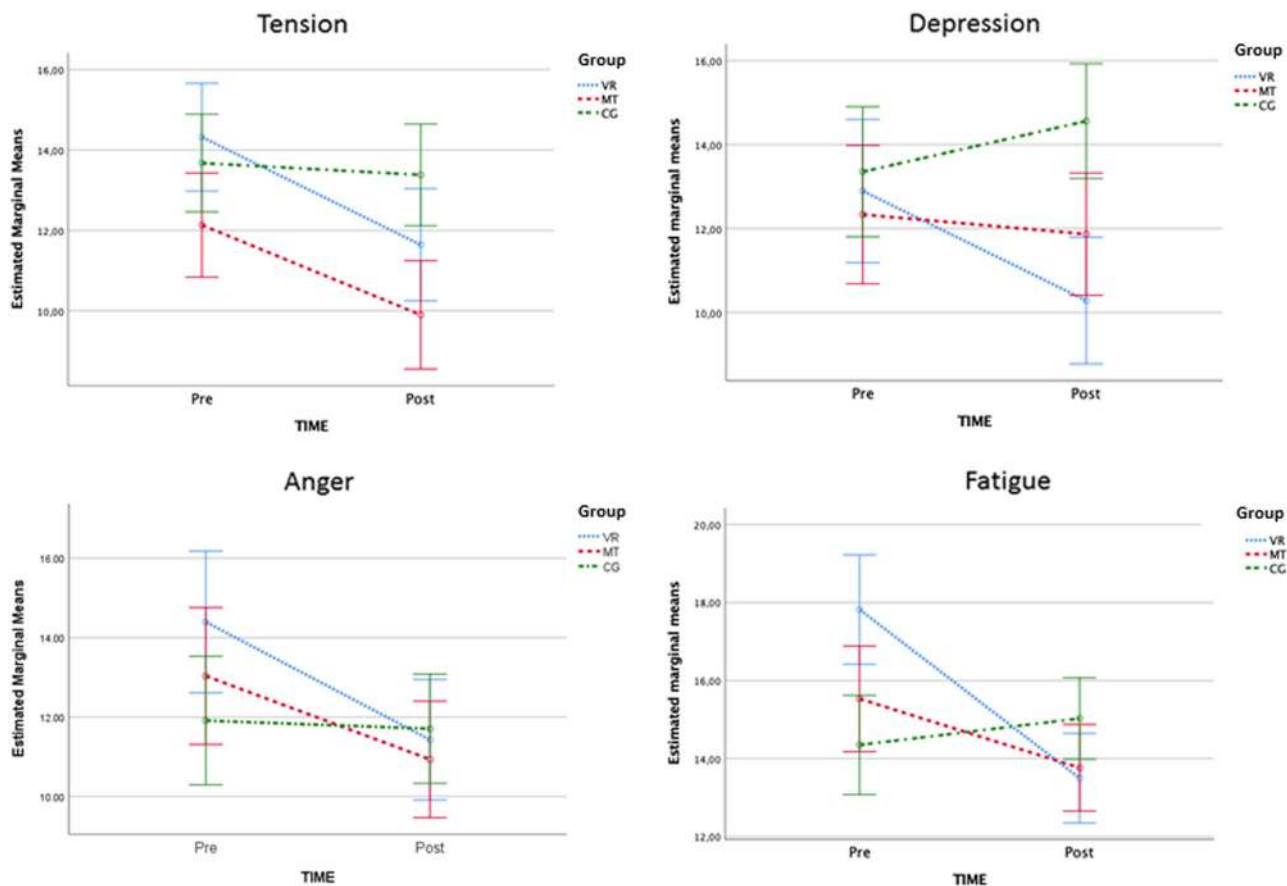 Tension
Group
VR
MT
CG
Estimated Marginal Means
16,00
14,00
12,00
10,00
Pre
Post
TIME
Depression
Group
VR
MT
CG
Estimated marginal means
16,00
14,00
12,00
10,00
Pre
Post
TIME
Anger
Group
VR
MT
CG
Estimated Marginal Means
16.00
14.00
12.00
10.00
Pre
Post
TIME
Fatigue
Group
VR
MT
CG
Estimated marginal means
20,00
18,00
16,00
14,00
12,00
Pre
Post
TIME